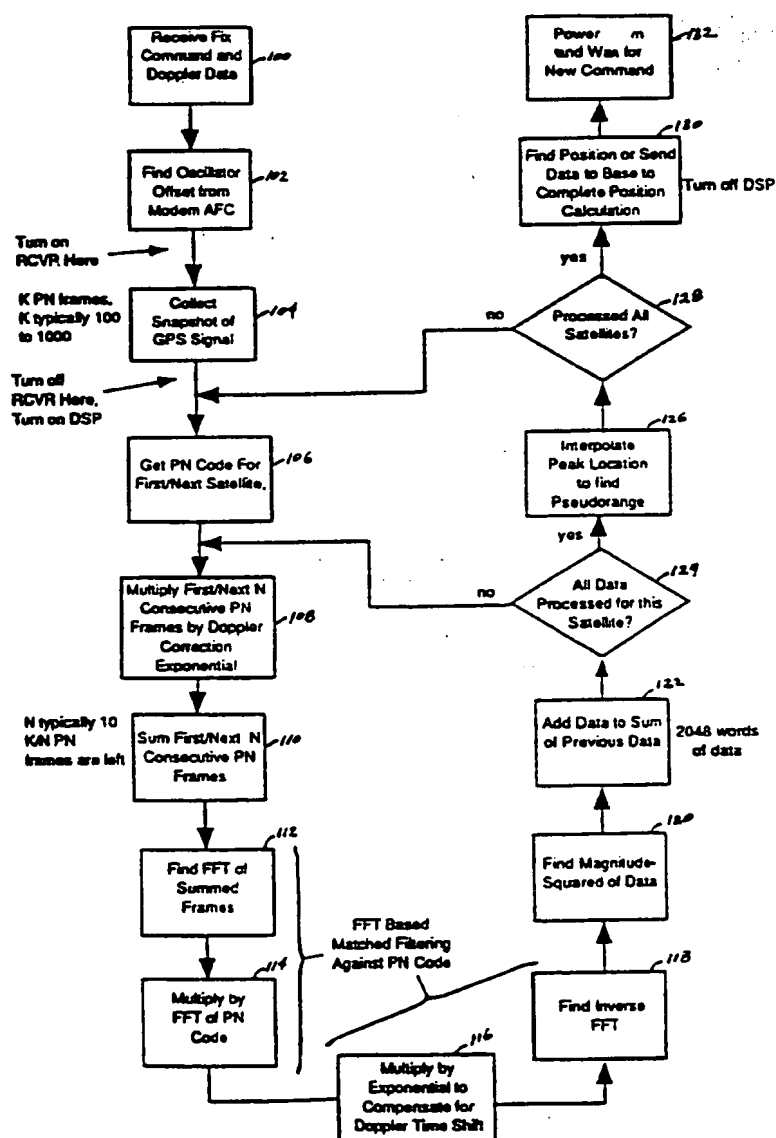 Receive Fix
Command and
Doppler Data
100
Find Oscillator
Offset from
Modem AFC
102
Turn on
RCVR Here
K PN frames,
K typically 100
to 1000
Collect
Snapshot of
GPS Signal
104
Turn off
RCVR Here,
Turn on DSP
Get PN Code For
First/Next Satellite.
106
Multiply First/Next N
Consecutive PN
Frames by Doppler
Correction
Exponential
108
N typically 10
K/N PN
frames are left
Sum First/Next N
Consecutive PN
Frames
110
Find FFT of
Summed
Frames
112
Multiply by
FFT of PN
Code
114
FFT Based
Matched Filtering
Against PN Code
Multiply by
Exponential to
Compensate for
Doppler Time Shift
116
Find Inverse
FFT
118
Find Magnitude-
Squared of Data
120
Add Data to Sum
of Previous Data
122
2048 words
of data
All Data
Processed for this
Satellite?
124
no
yes
Interpolate
Peak Location
to find
Pseudorange
126
Processed All
Satellites?
128
no
yes
Find Position or Send
Data to Base to
Complete Position
Calculation
130
Turn off DSP
Power
and Wait for
New Command
132